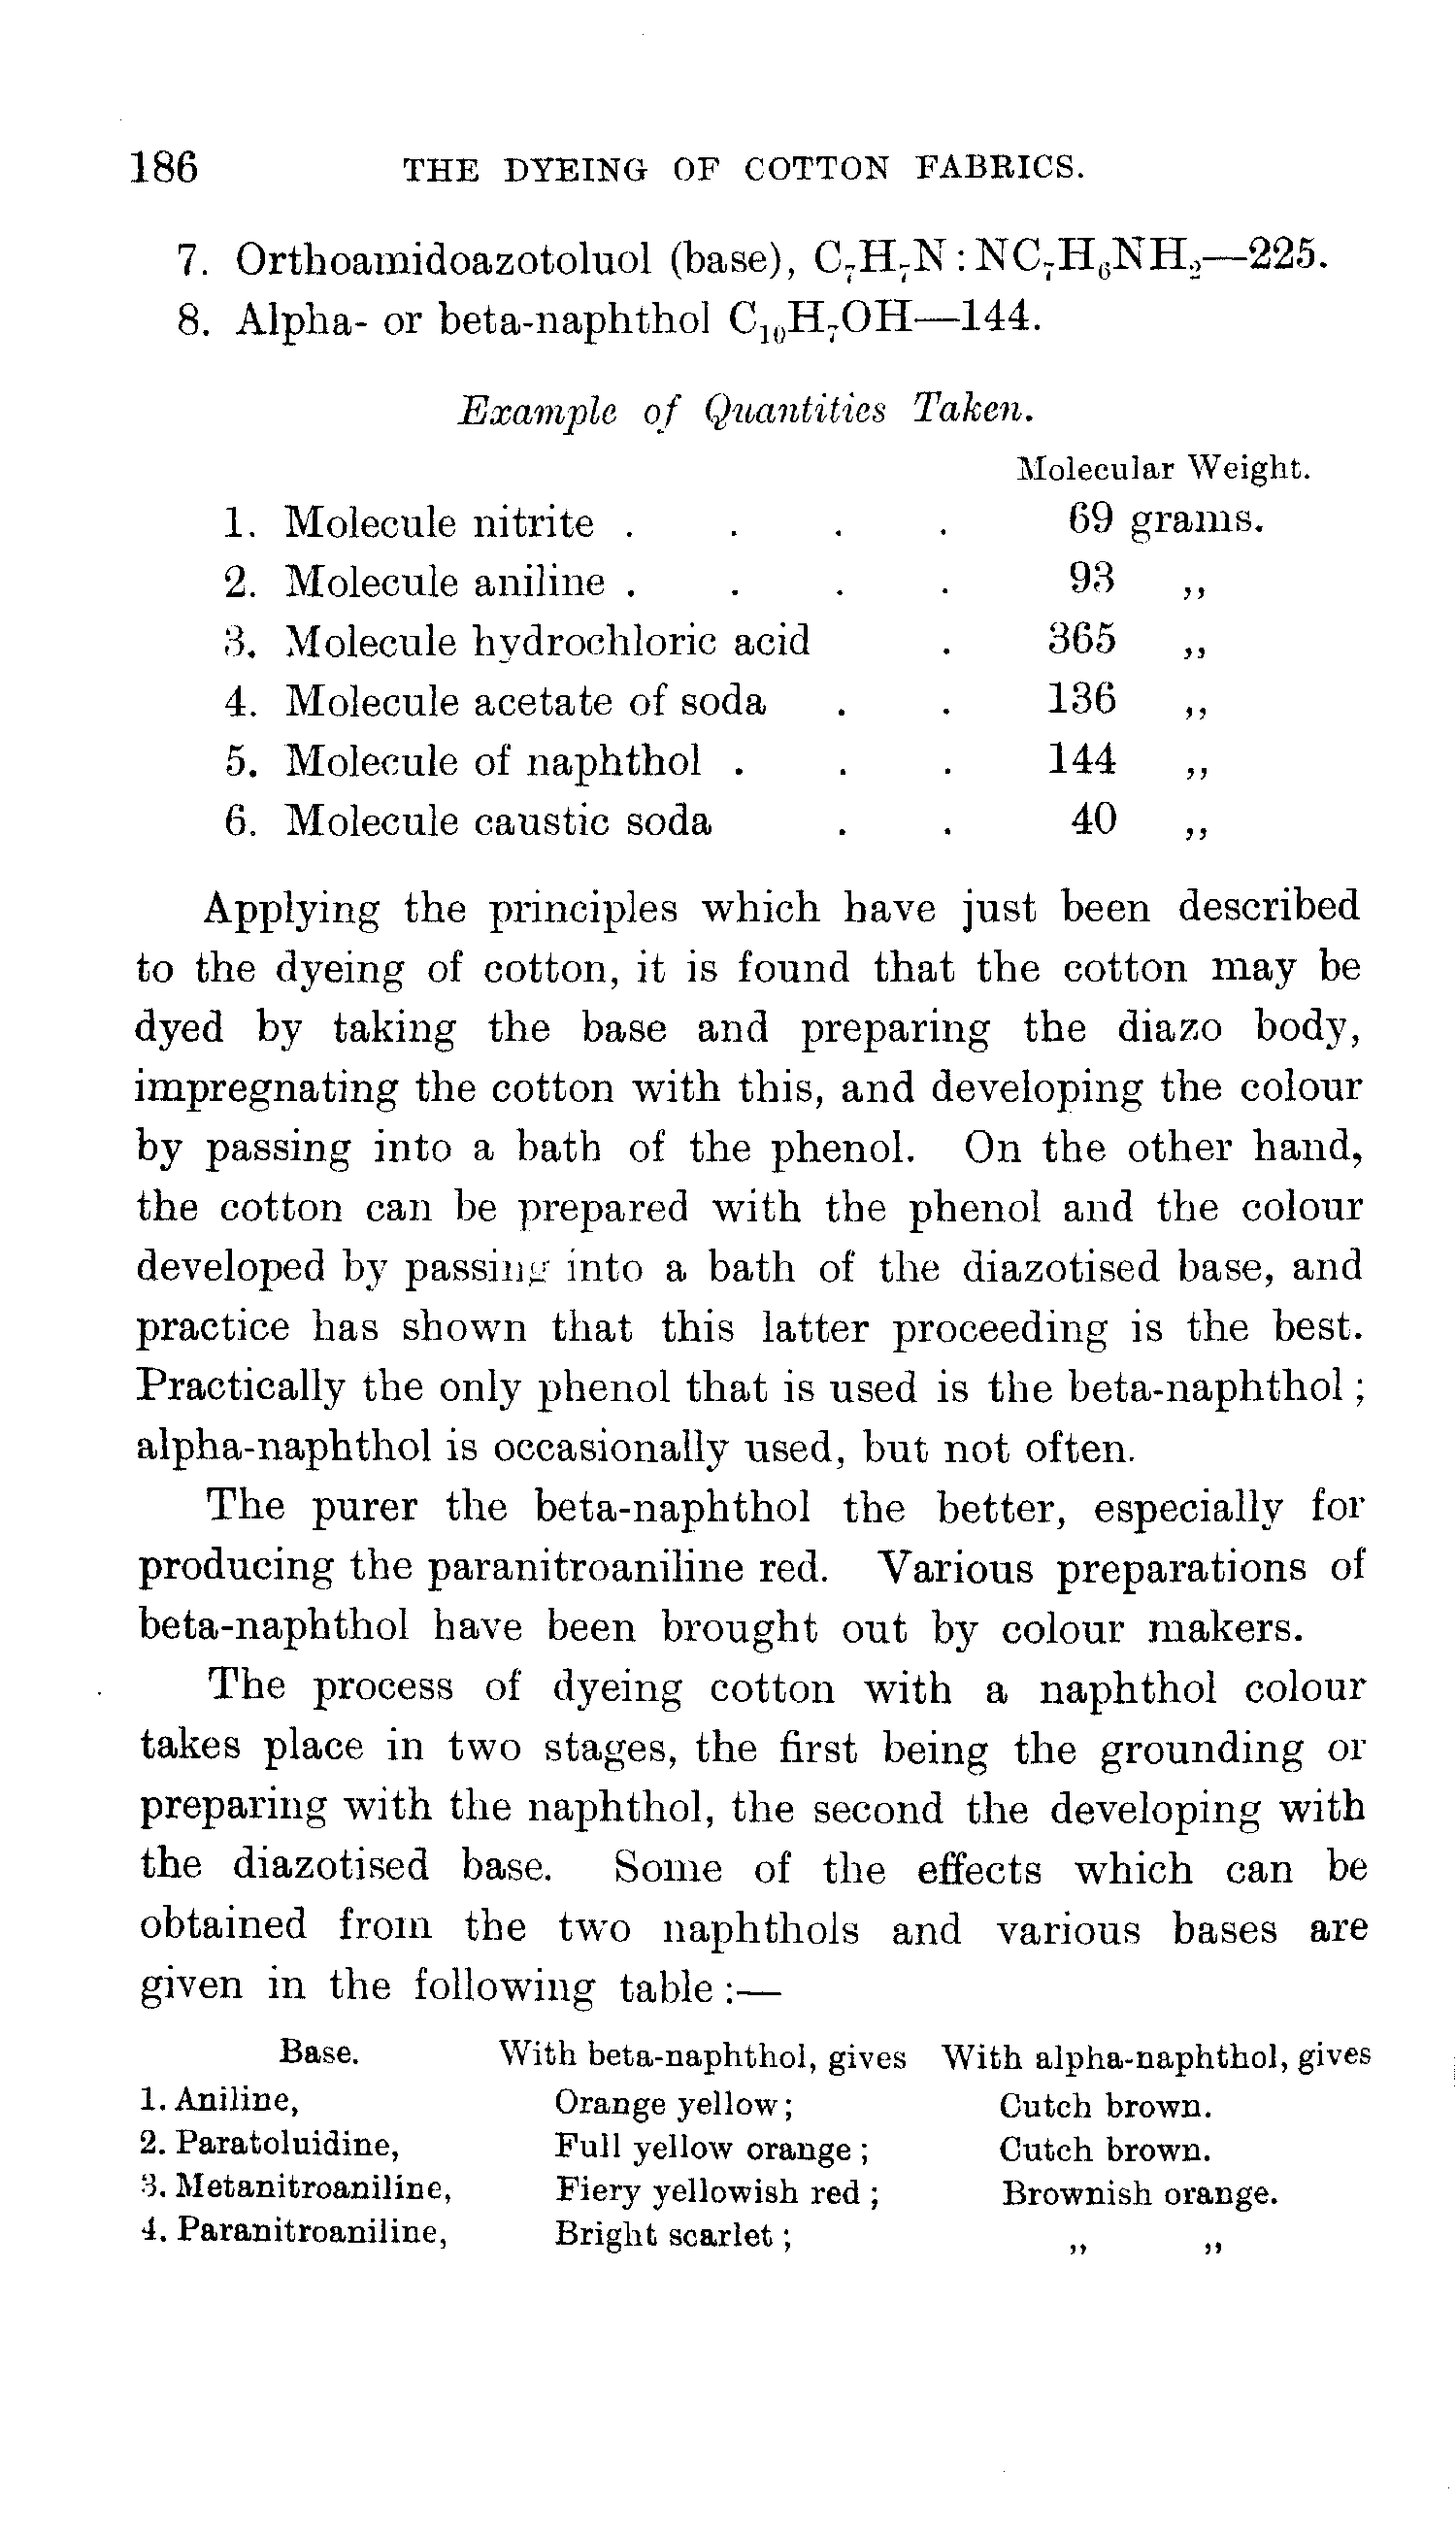 186 THE DYEING OF COTTON FABRICS.
7. Orthoamidoazotoluol (base), C₇H₇N : NC₇H₆NH₂—225.
8. Alpha- or beta-naphthol C₁₀H₇OH—144.
Example of Quantities Taken.
Molecular Weight.
1. Molecule nitrite . . . . 69 grams.
2. Molecule aniline . . . . 93 ,,
3. Molecule hydrochloric acid . 365 ,,
4. Molecule acetate of soda . . 136 ,,
5. Molecule of naphthol . . . 144 ,,
6. Molecule caustic soda . . 40 ,,
Applying the principles which have just been described
to the dyeing of cotton, it is found that the cotton may be
dyed by taking the base and preparing the diazo body,
impregnating the cotton with this, and developing the colour
by passing into a bath of the phenol. On the other hand,
the cotton can be prepared with the phenol and the colour
developed by passing into a bath of the diazotised base, and
practice has shown that this latter proceeding is the best.
Practically the only phenol that is used is the beta-naphthol ;
alpha-naphthol is occasionally used, but not often.
The purer the beta-naphthol the better, especially for
producing the paranitroaniline red. Various preparations of
beta-naphthol have been brought out by colour makers.
The process of dyeing cotton with a naphthol colour
takes place in two stages, the first being the grounding or
preparing with the naphthol, the second the developing with
the diazotised base. Some of the effects which can be
obtained from the two naphthols and various bases are
given in the following table :—
Base. With beta-naphthol, gives With alpha-naphthol, gives
1. Aniline, Orange yellow ; Cutch brown.
2. Paratoluidine, Full yellow orange ; Cutch brown.
3. Metanitroaniline, Fiery yellowish red ; Brownish orange.
4. Paranitroaniline, Bright scarlet ; ,, ,,